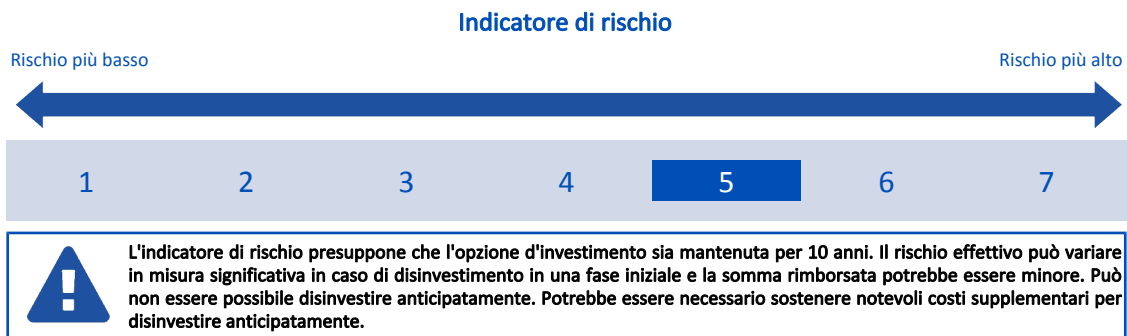 Indicatore di rischio
Rischio più basso
Rischio più alto
1 2 3 4 5 6 7
L'indicatore di rischio presuppone che l'opzione d'investimento sia mantenuta per 10 anni. Il rischio effettivo può variare
in misura significativa in caso di disinvestimento in una fase iniziale e la somma rimborsata potrebbe essere minore. Può
non essere possibile disinvestire anticipatamente. Potrebbe essere necessario sostenere notevoli costi supplementari per
disinvestire anticipatamente.